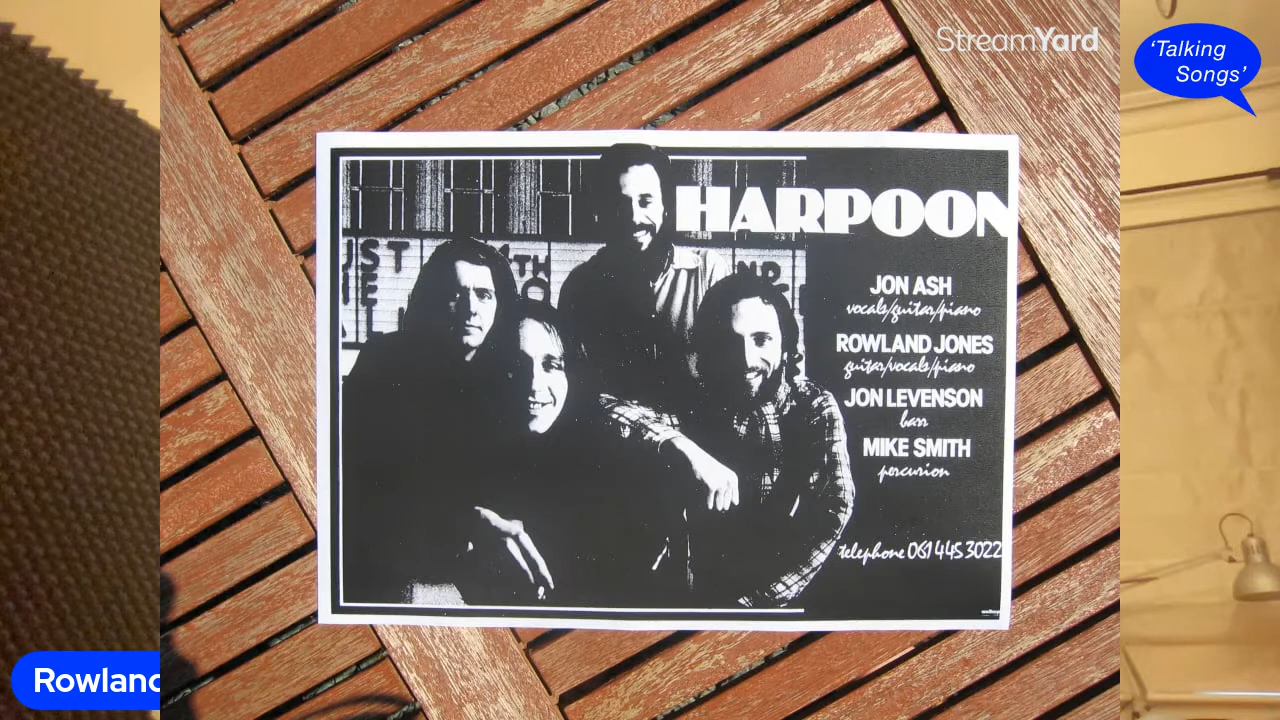 StreamYard
'Talking
Songs'
HARPOON
JON ASH
vocals/guitar/piano
ROWLAND JONES
guitar/vocals/piano
JON LEVENSON
bass
MIKE SMITH
percusion
telephone 061 445 3022
Rowland